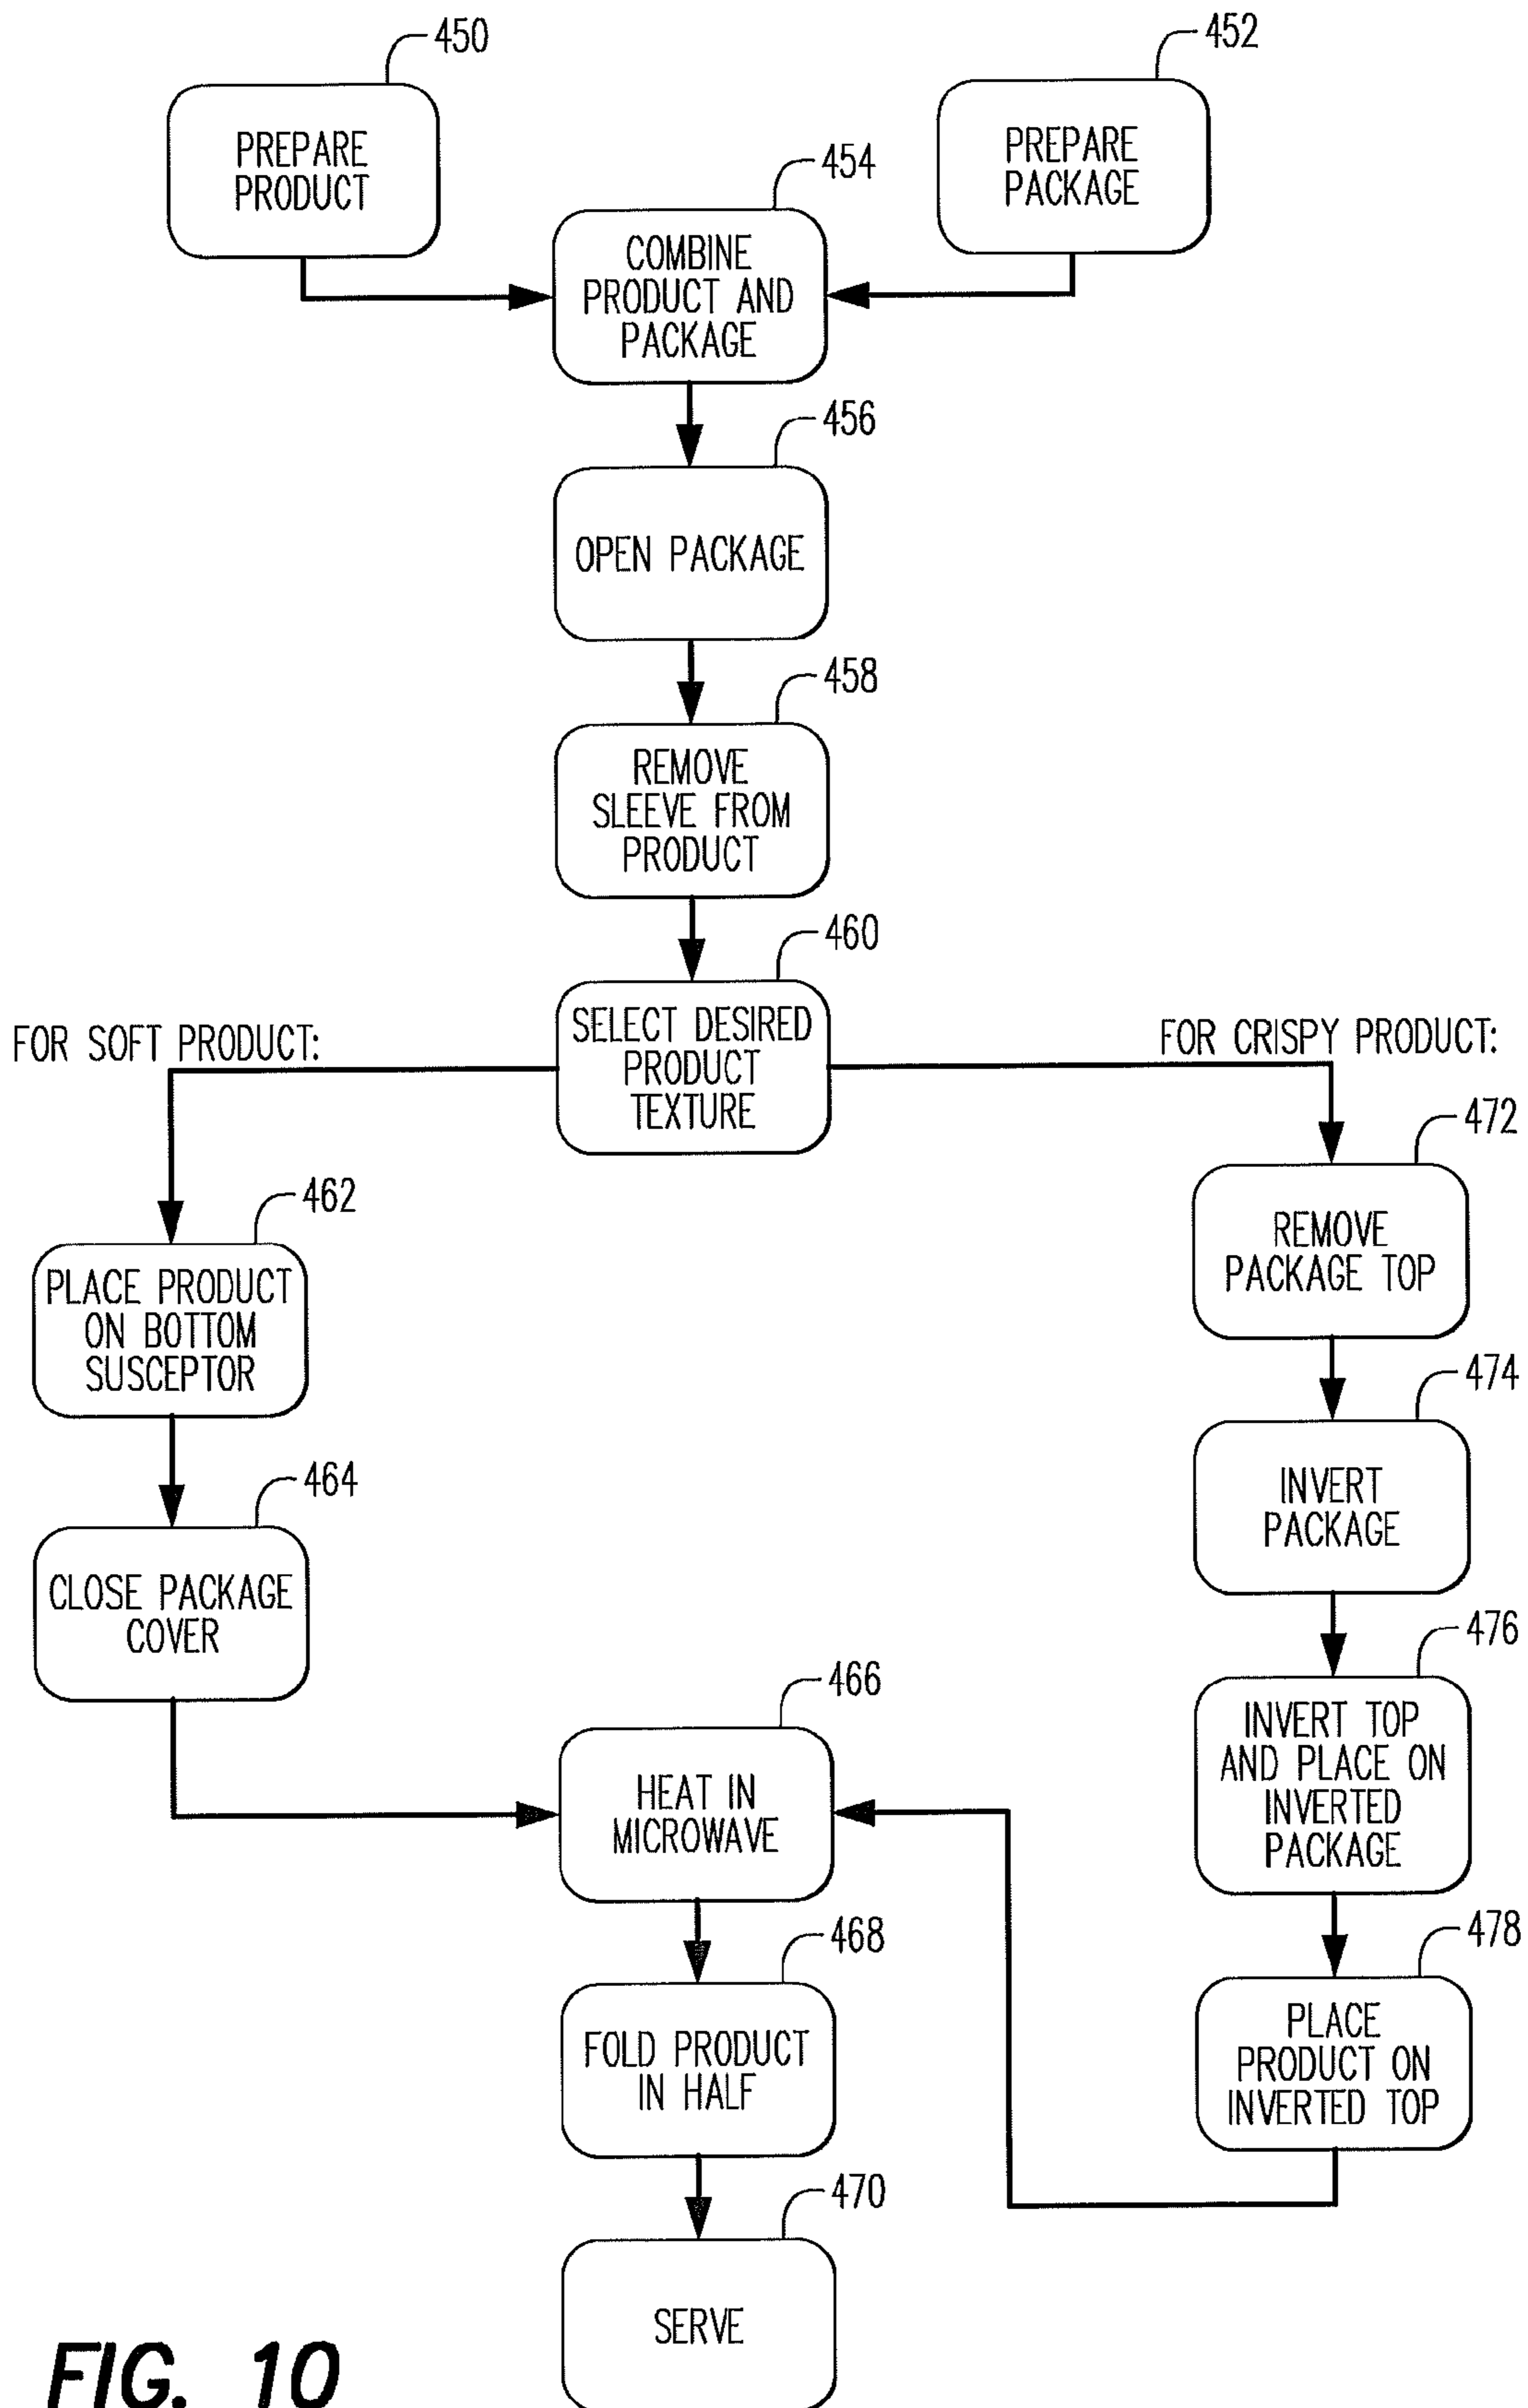 450
PREPARE
PRODUCT
452
PREPARE
PACKAGE
454
COMBINE
PRODUCT AND
PACKAGE
456
OPEN PACKAGE
458
REMOVE
SLEEVE FROM
PRODUCT
460
SELECT DESIRED
PRODUCT
TEXTURE
FOR SOFT PRODUCT:
462
PLACE PRODUCT
ON BOTTOM
SUSCEPTOR
464
CLOSE PACKAGE
COVER
FOR CRISPY PRODUCT:
472
REMOVE
PACKAGE TOP
474
INVERT
PACKAGE
476
INVERT TOP
AND PLACE ON
INVERTED
PACKAGE
478
PLACE
PRODUCT ON
INVERTED TOP
466
HEAT IN
MICROWAVE
468
FOLD PRODUCT
IN HALF
470
SERVE
FIG. 10